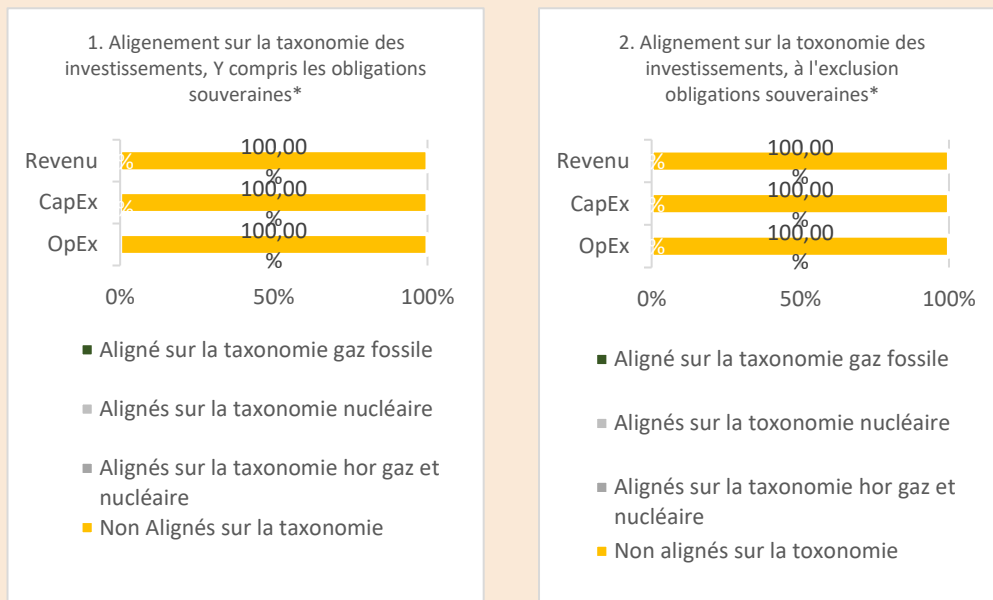 1. Aligenement sur la taxonomie des
investissements, Y compris les obligations
souveraines*
Revenu
%
100,00
%
CapEx
%
100,00
%
OpEx
100,00
%
0%
50%
100%
Aligné sur la taxonomie gaz fossile
Alignés sur la taxonomie nucléaire
Alignés sur la taxonomie hor gaz et
nucléaire
Non Alignés sur la taxonomie
2. Alignement sur la toxonomie des
investissements, à l'exclusion
obligations souveraines*
Revenu
%
100,00
%
CapEx
%
100,00
%
OpEx
%
100,00
%
0%
50%
100%
Aligné sur la taxonomie gaz fossile
Alignés sur la toxonomie nucléaire
Alignés sur la taxonomie hor gaz et
nucléaire
Non alignés sur la toxonomie